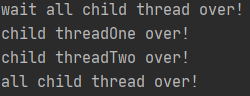 wait all child thread over!
child threadOne over!
child threadTwo over!
all child thread over!